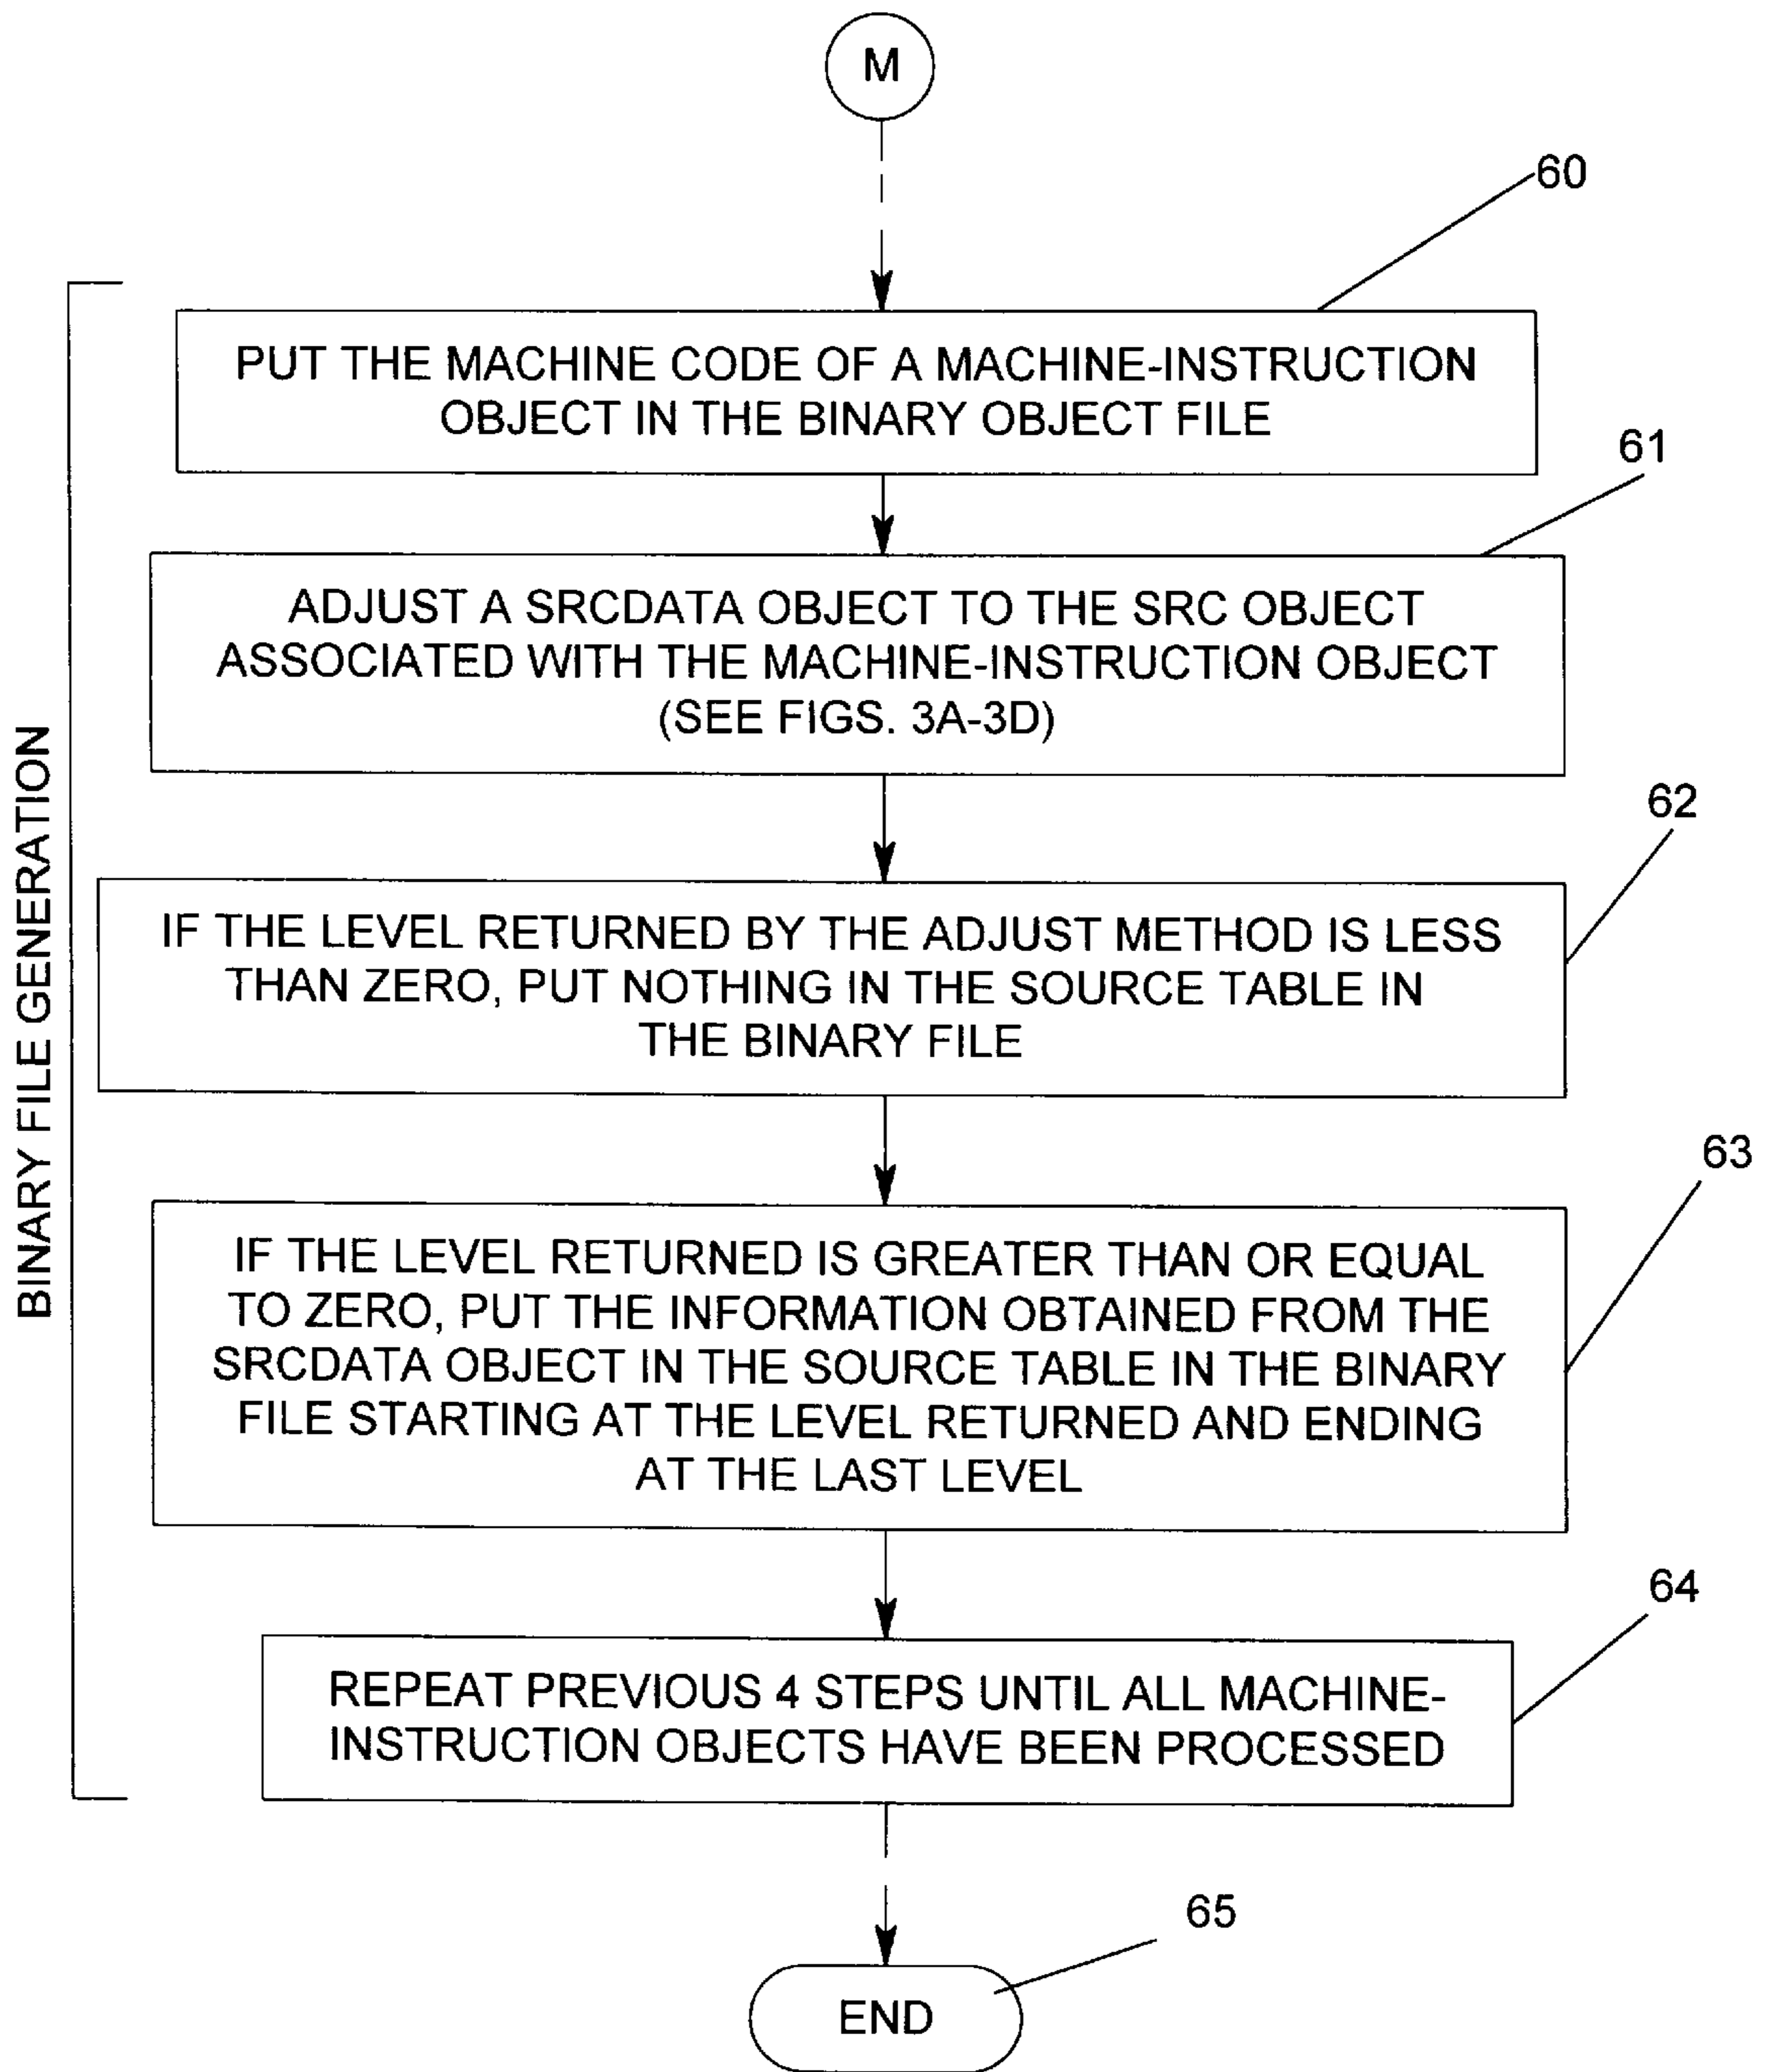 M
60
PUT THE MACHINE CODE OF A MACHINE-INSTRUCTION
OBJECT IN THE BINARY OBJECT FILE
61
ADJUST A SRCDATA OBJECT TO THE SRC OBJECT
ASSOCIATED WITH THE MACHINE-INSTRUCTION OBJECT
(SEE FIGS. 3A-3D)
62
IF THE LEVEL RETURNED BY THE ADJUST METHOD IS LESS
THAN ZERO, PUT NOTHING IN THE SOURCE TABLE IN
THE BINARY FILE
63
IF THE LEVEL RETURNED IS GREATER THAN OR EQUAL
TO ZERO, PUT THE INFORMATION OBTAINED FROM THE
SRCDATA OBJECT IN THE SOURCE TABLE IN THE BINARY
FILE STARTING AT THE LEVEL RETURNED AND ENDING
AT THE LAST LEVEL
64
REPEAT PREVIOUS 4 STEPS UNTIL ALL MACHINE-
INSTRUCTION OBJECTS HAVE BEEN PROCESSED
65
END
BINARY FILE GENERATION